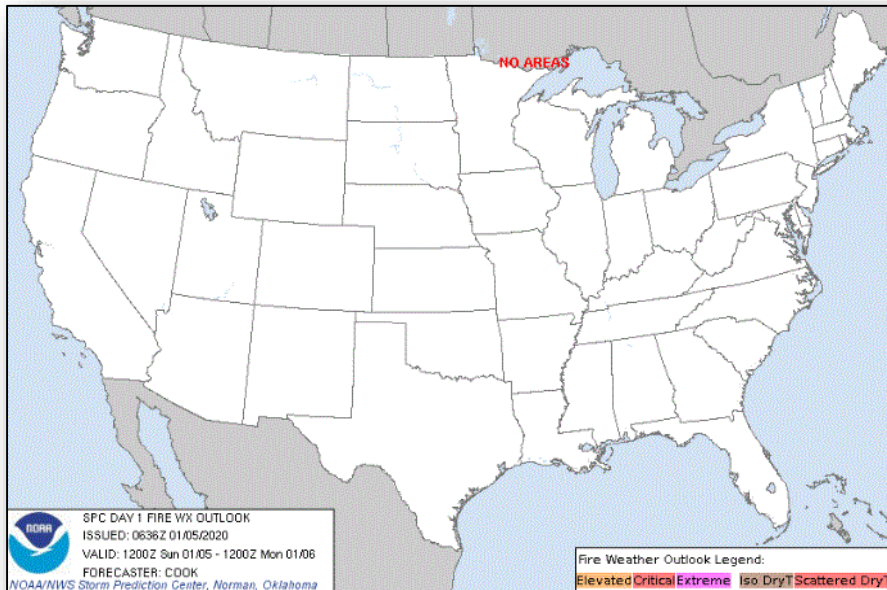 NO AREAS
SPC DAY 1 FIRE WX OUTLOOK
ISSUED: 0636Z 01/05/2020
VALID: 1200Z Sun 01/05 - 1200Z Mon 01/06
FORECASTER: COOK
NOAA/NWS Storm Prediction Center, Norman, Oklahoma
NOAA
Fire Weather Outlook Legend:
Elevated Critical Extreme Iso DryT Scattered DryT